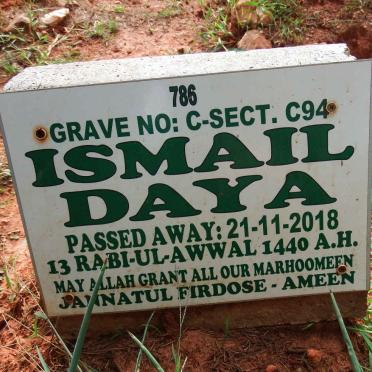 786
GRAVE NO: C-SECT. C94
ISMAIL
DAYA
PASSED AWAY: 21-11-2018
13 RABI-UL-AWWAL 1440 A.H.
MAY ALLAH GRANT ALL OUR MARHOOMEEN
JANNATUL FIRDOSE - AMEEN